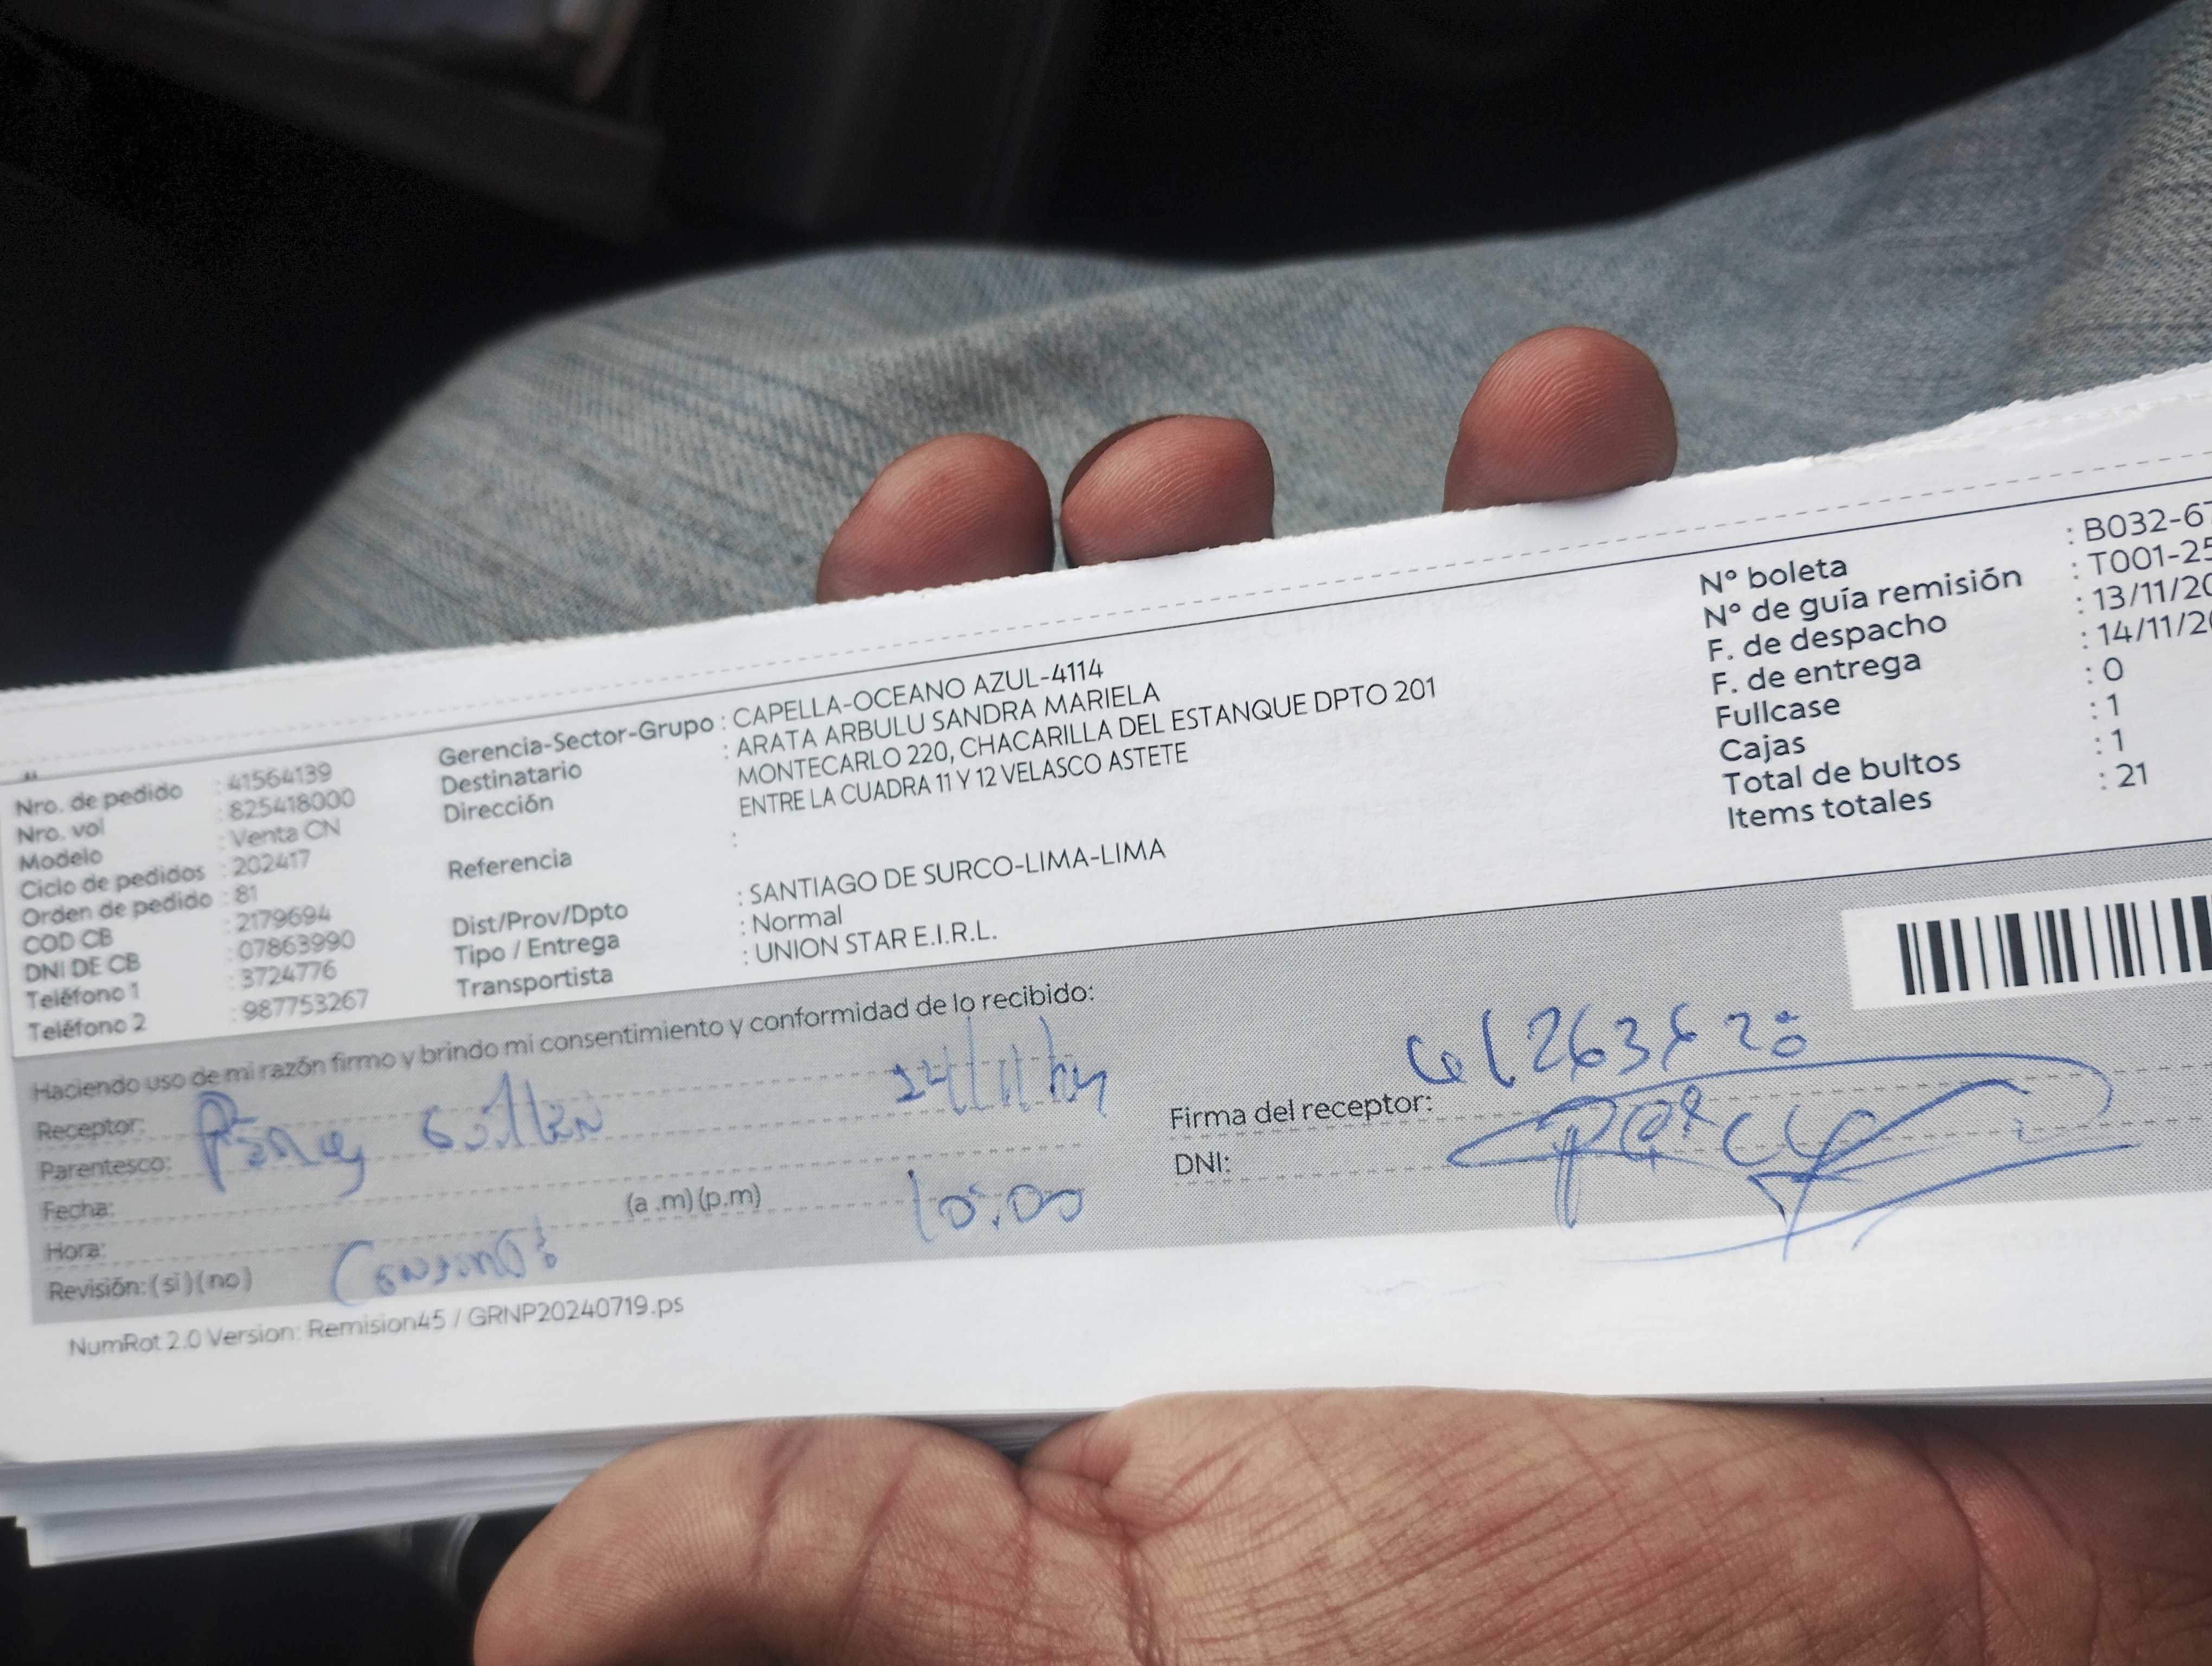 Nro. de pedido : 41564139
Nro. vol : 825418000
Modelo : Venta CN
Ciclo de pedidos : 202417
Orden de pedido : 81
COD CB : 2179694
DNI DE CB : 07863990
Teléfono 1 : 3724776
Teléfono 2 : 987753267
Gerencia-Sector-Grupo : CAPELLA-OCEANO AZUL-4114
Destinatario : ARATA ARBULU SANDRA MARIELA
Dirección MONTECARLO 220, CHACARILLA DEL ESTANQUE DPTO 201
ENTRE LA CUADRA 11 Y 12 VELASCO ASTETE
Referencia :
Dist/Prov/Dpto : SANTIAGO DE SURCO-LIMA-LIMA
Tipo / Entrega : Normal
Transportista : UNION STAR E.I.R.L.
N° boleta : B032-67
N° de guía remisión : T001-25
F. de despacho : 13/11/20
F. de entrega : 14/11/20
Fullcase : 0
Cajas : 1
Total de bultos : 1
Items totales : 21
Haciendo uso de mi razón firmo y brindo mi consentimiento y conformidad de lo recibido:
Receptor:
Parentesco:
Fecha:
Hora: (a .m)(p.m) 10:00
Revisión: (si)(no)
Firma del receptor:
DNI:
NumRot 2.0 Version: Remision45 / GRNP20240719.ps